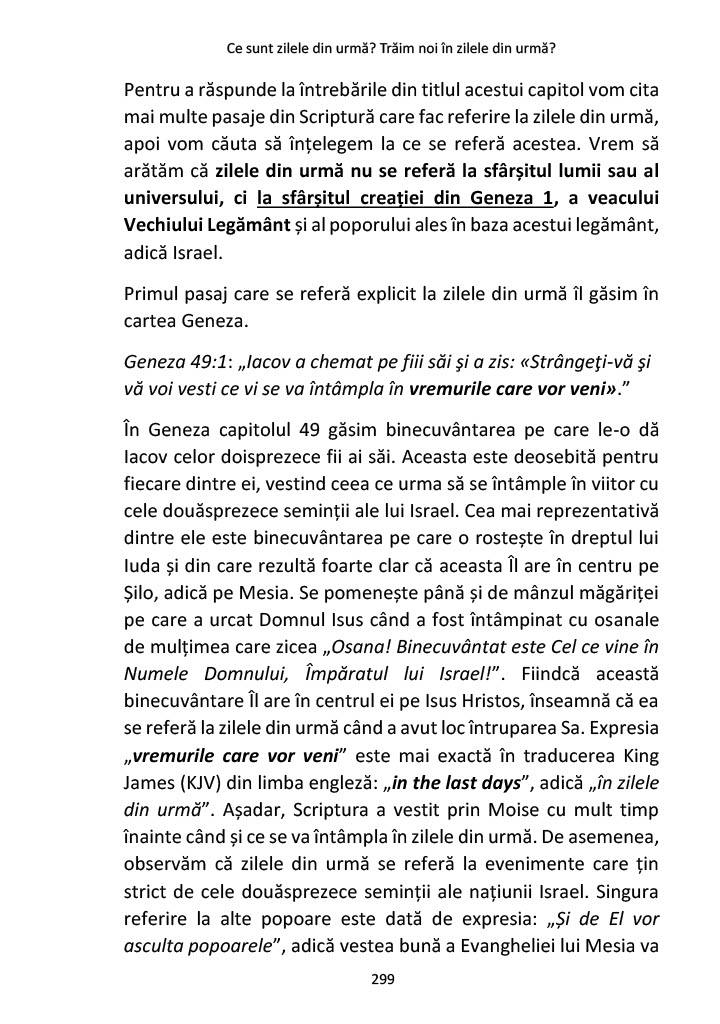 Ce sunt zilele din urmă? Trăim noi în zilele din urmă?
Pentru a răspunde la întrebările din titlul acestui capitol vom cita
mai multe pasaje din Scriptură care fac referire la zilele din urmă,
apoi vom căuta să înțelegem la ce se referă acestea. Vrem să
arătăm că zilele din urmă nu se referă la sfârșitul lumii sau al
universului, ci la sfârșitul creației din Geneza 1, a veacului
Vechiului Legământ și al poporului ales în baza acestui legământ,
adică Israel.
Primul pasaj care se referă explicit la zilele din urmă îl găsim în
cartea Geneza.
Geneza 49:1: „Iacov a chemat pe fiii săi şi a zis: «Strângeţi-vă şi
vă voi vesti ce vi se va întâmpla în vremurile care vor veni».”
În Geneza capitolul 49 găsim binecuvântarea pe care le-o dă
Iacov celor doisprezece fii ai săi. Aceasta este deosebită pentru
fiecare dintre ei, vestind ceea ce urma să se întâmple în viitor cu
cele douăsprezece seminții ale lui Israel. Cea mai reprezentativă
dintre ele este binecuvântarea pe care o rostește în dreptul lui
Iuda și din care rezultă foarte clar că aceasta Îl are în centru pe
Șilo, adică pe Mesia. Se pomenește până și de mânzul măgăriței
pe care a urcat Domnul Isus când a fost întâmpinat cu osanale
de mulțimea care zicea „Osana! Binecuvântat este Cel ce vine în
Numele Domnului, Împăratul lui Israel!”. Fiindcă această
binecuvântare Îl are în centrul ei pe Isus Hristos, înseamnă că ea
se referă la zilele din urmă când a avut loc întruparea Sa. Expresia
„vremurile care vor veni” este mai exactă în traducerea King
James (KJV) din limba engleză: „in the last days”, adică „în zilele
din urmă”. Așadar, Scriptura a vestit prin Moise cu mult timp
înainte când și ce se va întâmpla în zilele din urmă. De asemenea,
observăm că zilele din urmă se referă la evenimente care țin
strict de cele douăsprezece seminții ale națiunii Israel. Singura
referire la alte popoare este dată de expresia: „Și de El vor
asculta popoarele”, adică vestea bună a Evangheliei lui Mesia va
299